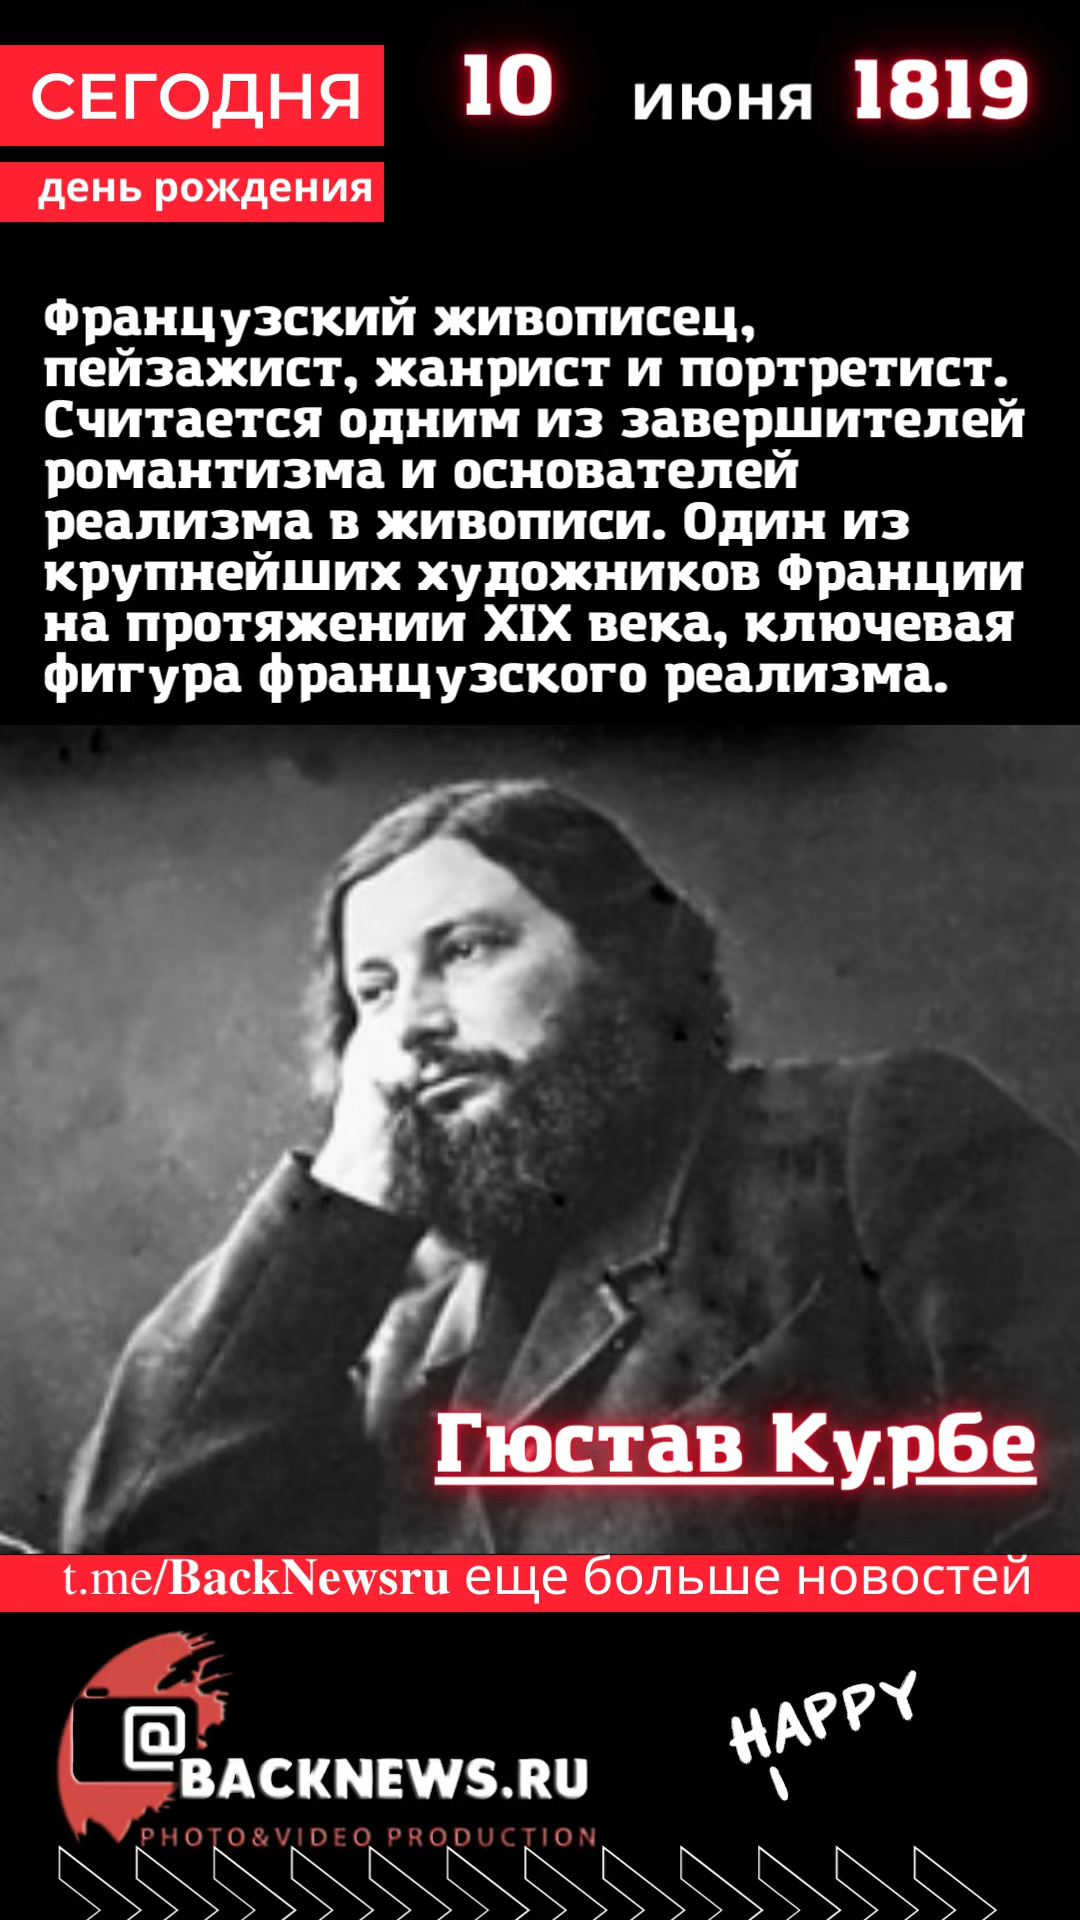 СЕГОДНЯ
10 июня 1819
день рождения
Французский живописец,
пейзажист, жанрист и портретист.
Считается одним из завершителей
романтизма и основателей
реализма в живописи. Один из
крупнейших художников Франции
на протяжении XIX века, ключевая
фигура французского реализма.
Гюстав Курбе
t.me/BackNewsru еще больше новостей
HAPPY
@BACKNEWS.RU
PHOTO&VIDEO PRODUCTION